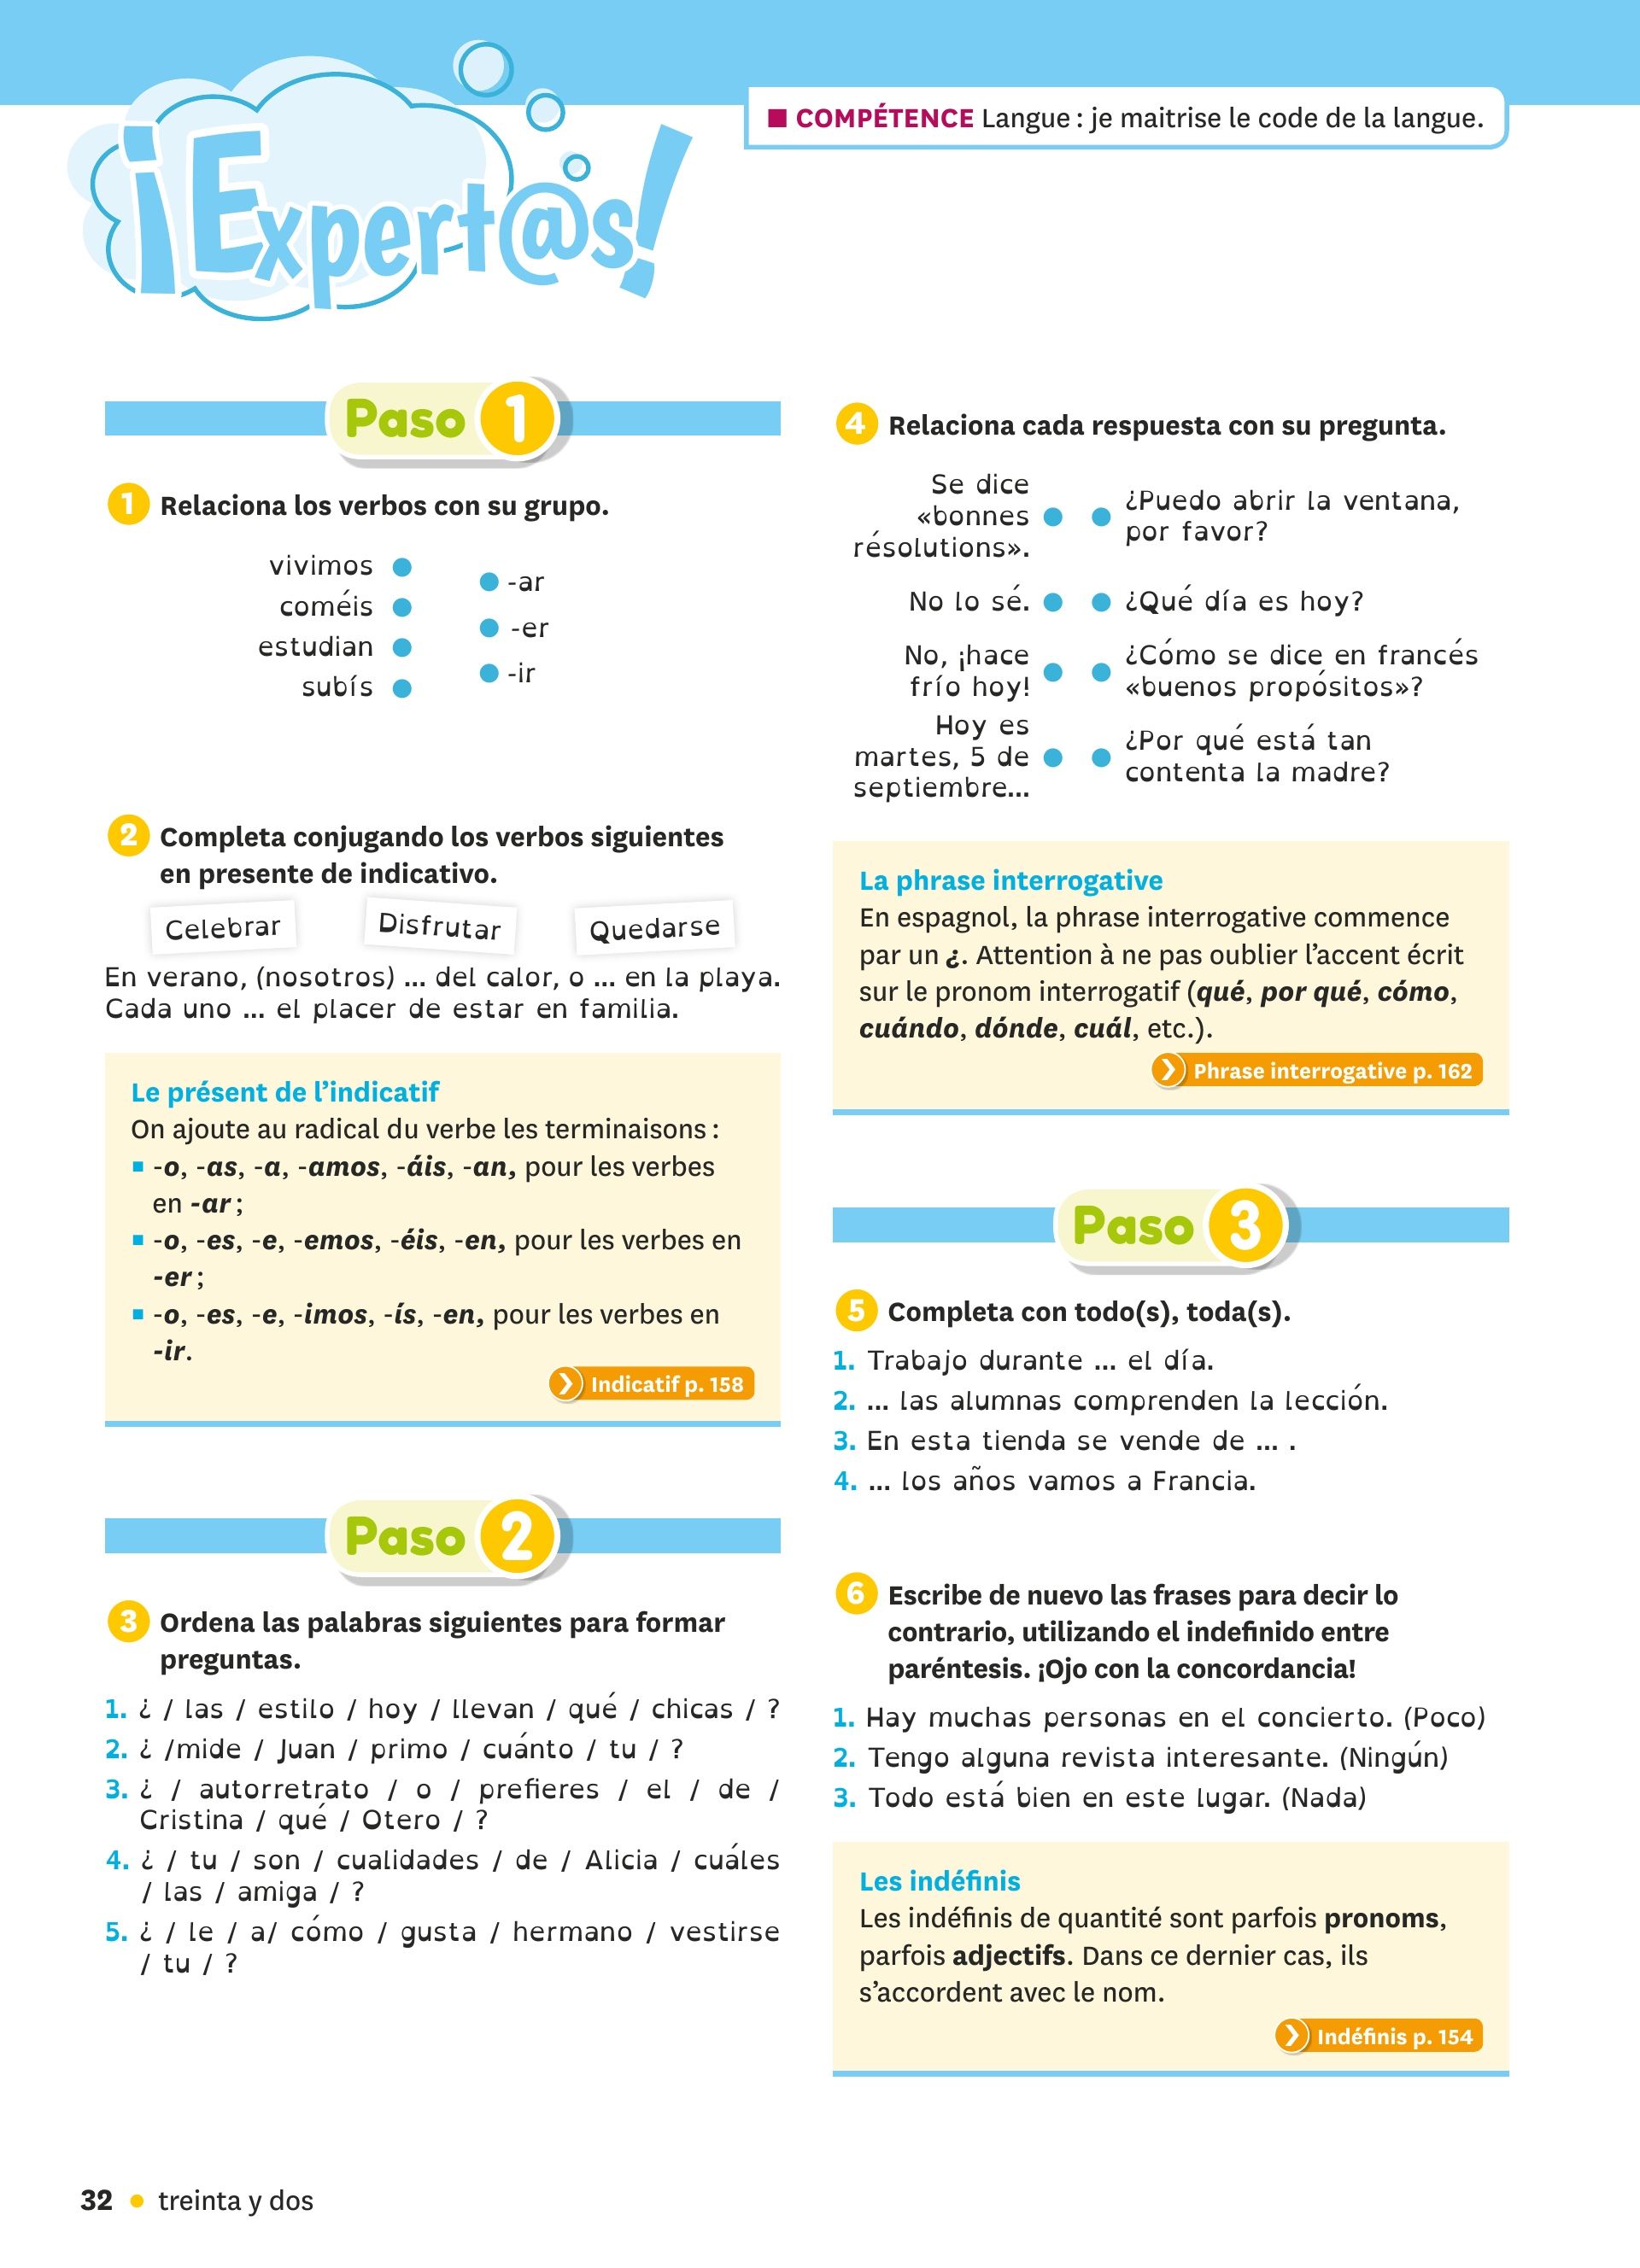 ¡Expert@s!
■ COMPÉTENCE Langue : je maitrise le code de la langue.
Paso 1
1 Relaciona los verbos con su grupo.
vivimos
coméis
estudian
subís
-ar
-er
-ir
2 Completa conjugando los verbos siguientes
en presente de indicativo.
Celebrar Disfrutar Quedarse
En verano, (nosotros) ... del calor, o ... en la playa.
Cada uno ... el placer de estar en familia.
Le présent de l’indicatif
On ajoute au radical du verbe les terminaisons :
▪ -o, -as, -a, -amos, -áis, -an, pour les verbes
en -ar ;
▪ -o, -es, -e, -emos, -éis, -en, pour les verbes en
-er ;
▪ -o, -es, -e, -imos, -ís, -en, pour les verbes en
-ir.
❯ Indicatif p. 158
Paso 2
3 Ordena las palabras siguientes para formar
preguntas.
1. ¿ / las / estilo / hoy / llevan / qué / chicas / ?
2. ¿ /mide / Juan / primo / cuánto / tu / ?
3. ¿ / autorretrato / o / prefieres / el / de /
Cristina / qué / Otero / ?
4. ¿ / tu / son / cualidades / de / Alicia / cuáles
/ las / amiga / ?
5. ¿ / le / a/ cómo / gusta / hermano / vestirse
/ tu / ?
4 Relaciona cada respuesta con su pregunta.
Se dice
«bonnes
résolutions».
No lo sé.
No, ¡hace
frío hoy!
Hoy es
martes, 5 de
septiembre...
¿Puedo abrir la ventana,
por favor?
¿Qué día es hoy?
¿Cómo se dice en francés
«buenos propósitos»?
¿Por qué está tan
contenta la madre?
La phrase interrogative
En espagnol, la phrase interrogative commence
par un ¿. Attention à ne pas oublier l’accent écrit
sur le pronom interrogatif (qué, por qué, cómo,
cuándo, dónde, cuál, etc.).
❯ Phrase interrogative p. 162
Paso 3
5 Completa con todo(s), toda(s).
1. Trabajo durante ... el día.
2. ... las alumnas comprenden la lección.
3. En esta tienda se vende de ... .
4. ... los años vamos a Francia.
6 Escribe de nuevo las frases para decir lo
contrario, utilizando el indefinido entre
paréntesis. ¡Ojo con la concordancia!
1. Hay muchas personas en el concierto. (Poco)
2. Tengo alguna revista interesante. (Ningún)
3. Todo está bien en este lugar. (Nada)
Les indéfinis
Les indéfinis de quantité sont parfois pronoms,
parfois adjectifs. Dans ce dernier cas, ils
s’accordent avec le nom.
❯ Indéfinis p. 154
32 • treinta y dos